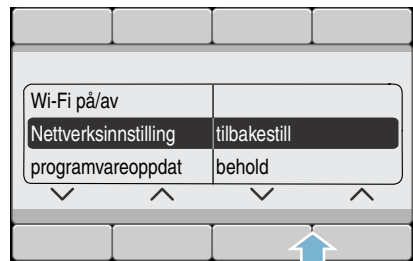 Wi-Fi på/av
Nettverksinnstilling tilbakestill
programvareoppdat behold